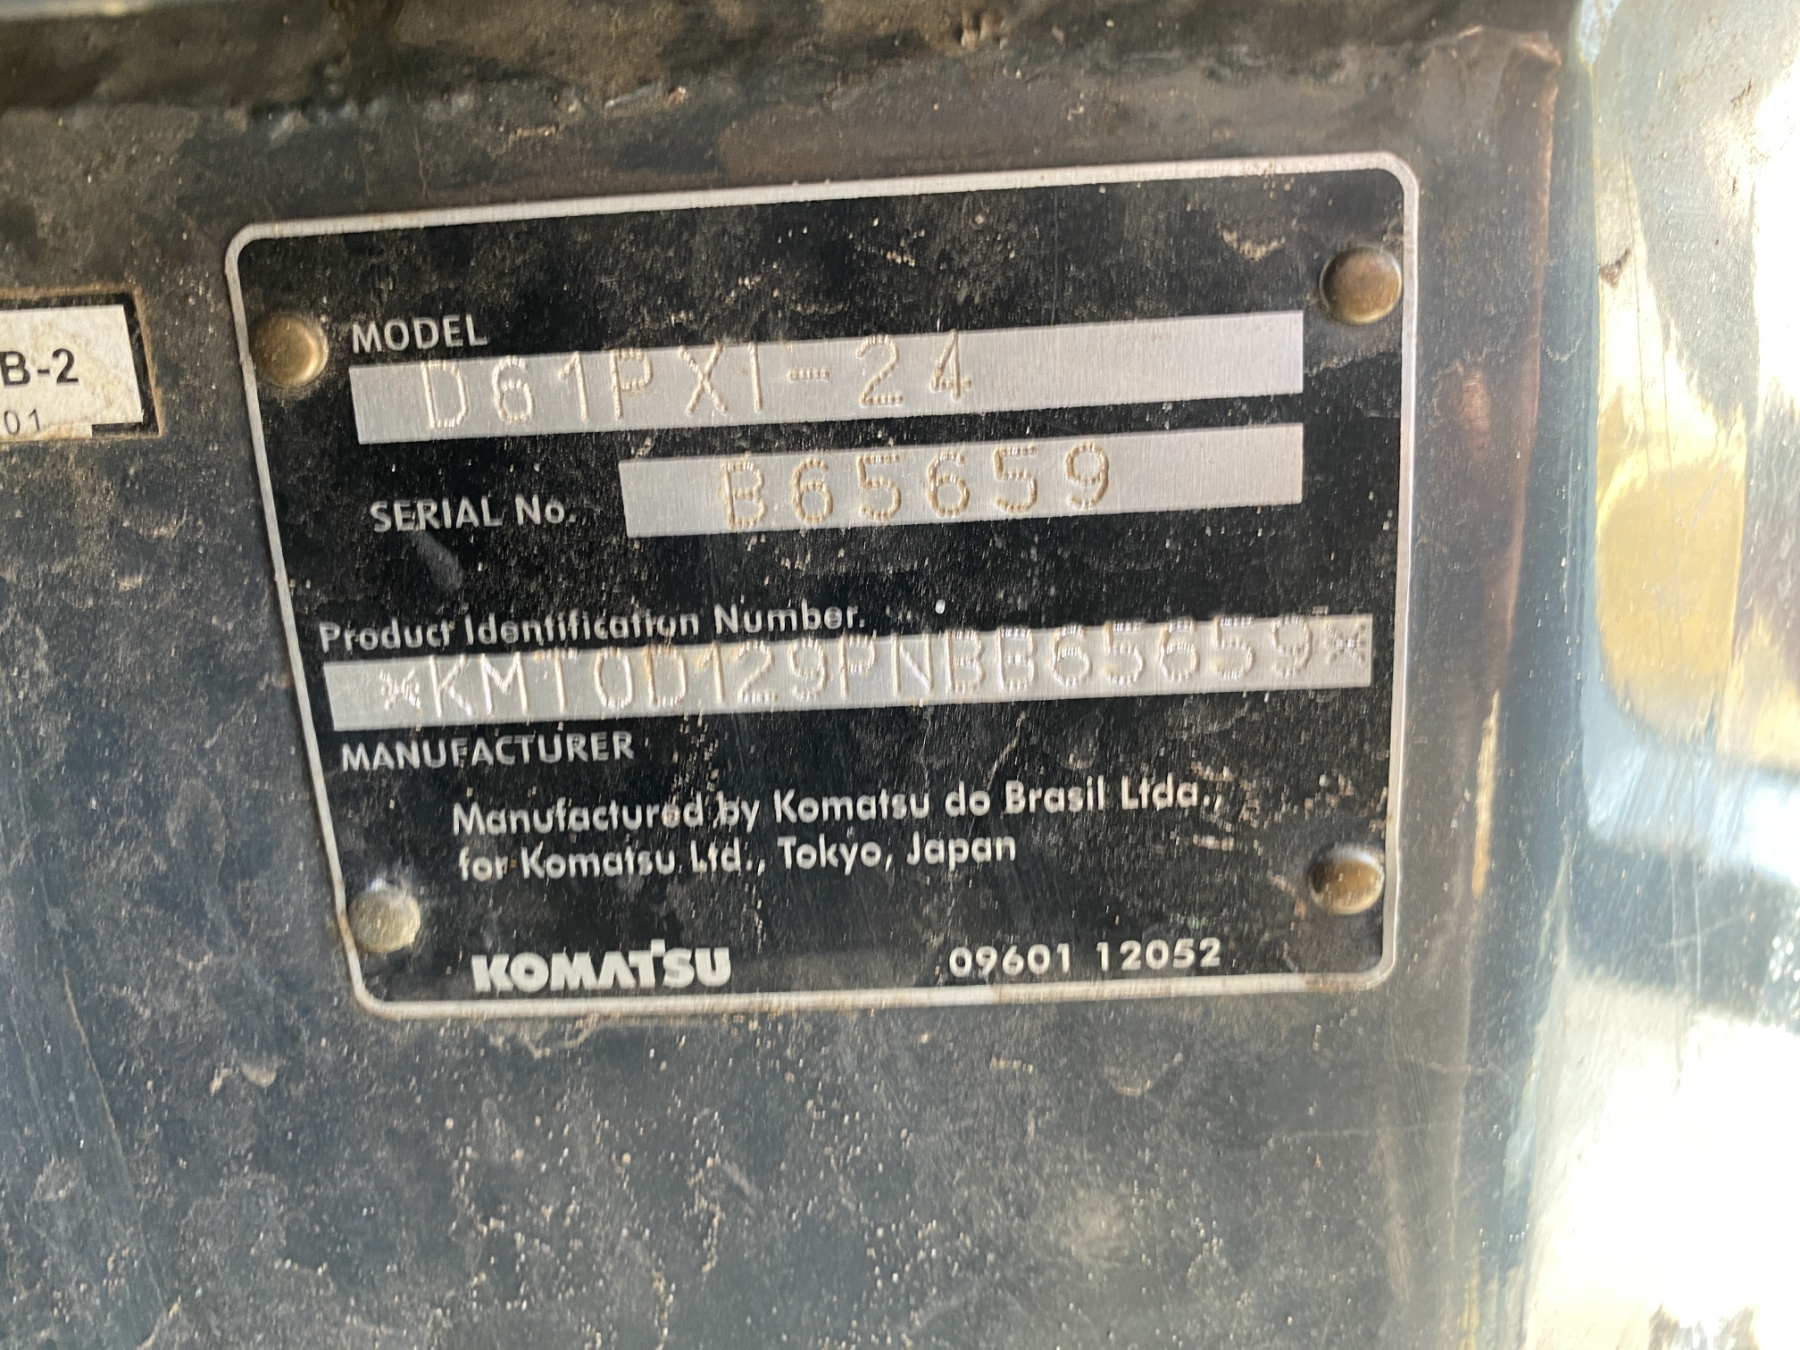 B-2
01
MODEL
D61PXI-24
SERIAL No.
B65659
Product Identification Number.
*KMT0D129PNBB65659*
MANUFACTURER
Manufactured by Komatsu do Brasil Ltda.,
for Komatsu Ltd., Tokyo, Japan
KOMATSU
09601 12052